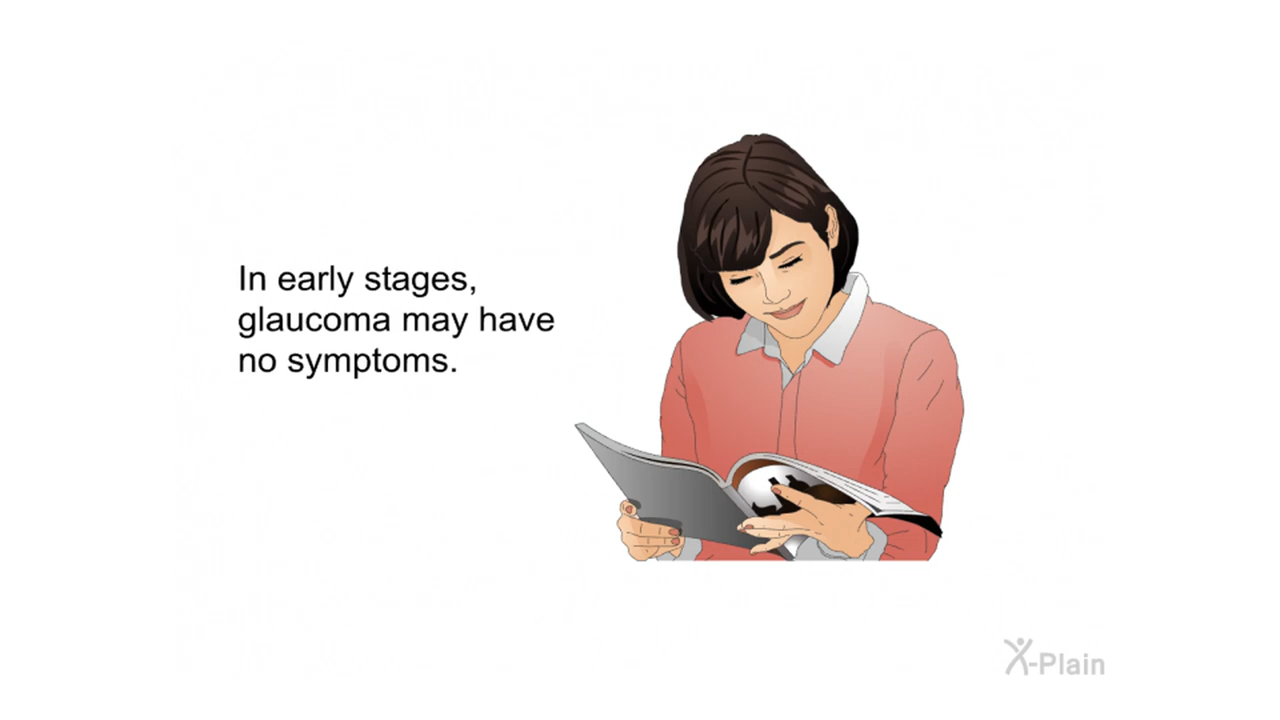 In early stages,
glaucoma may have
no symptoms.
X-Plain